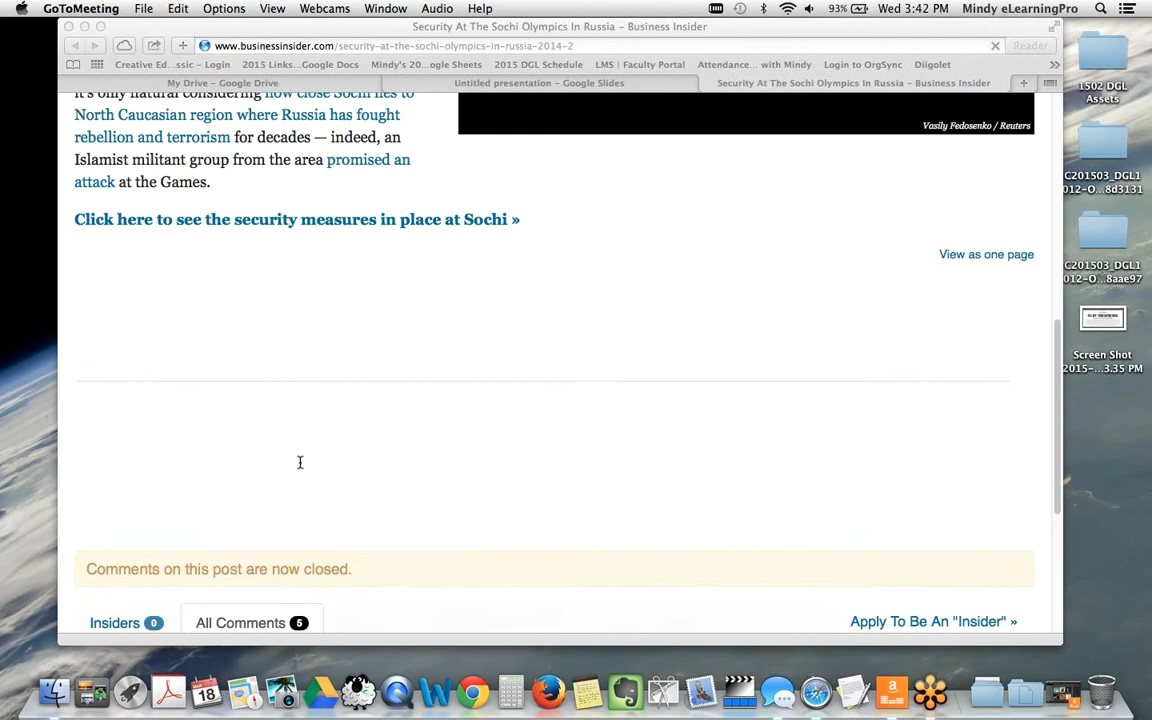 GoToMeeting File Edit Options View Webcams Window Audio Help 93% Wed 3:42 PM Mindy eLearningPro
Security At The Sochi Olympics In Russia – Business Insider
www.businessinsider.com/security-at-the-sochi-olympics-in-russia-2014-2 Reader
Creative Ed...ssic – Login 2015 Links...Google Docs Mindy's 20...ogle Sheets 2015 DGL Schedule LMS | Faculty Portal Attendance... with Mindy Login to OrgSync Diigolet
My Drive – Google Drive Untitled presentation – Google Slides Security At The Sochi Olympics In Russia – Business Insider
It's only natural considering how close Sochi lies to
North Caucasian region where Russia has fought
rebellion and terrorism for decades — indeed, an
Islamist militant group from the area promised an
attack at the Games.
Vasily Fedosenko / Reuters
Click here to see the security measures in place at Sochi »
View as one page
Comments on this post are now closed.
Insiders 0 All Comments 5 Apply To Be An "Insider" »
1502 DGL
Assets
C201503_DGL1
012-O...8d3131
C201503_DGL1
012-O...8aae97
Screen Shot
2015-...3.35 PM
18